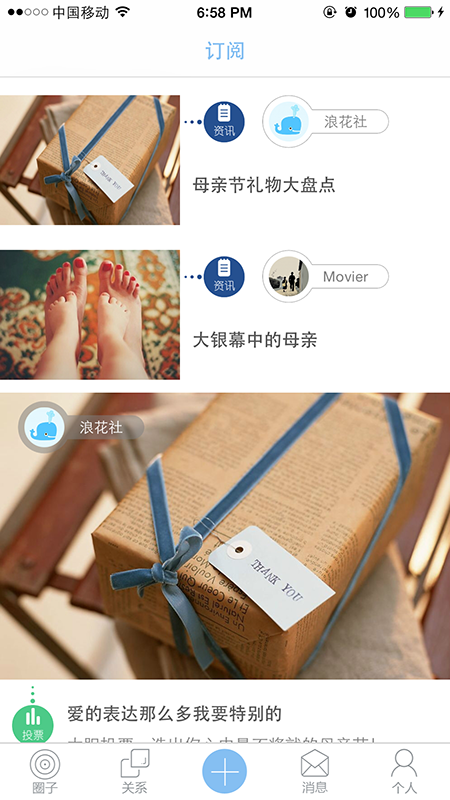 中国移动
6:58 PM
100%
订阅
THANK YOU
资讯
浪花社
母亲节礼物大盘点
资讯
Movier
大银幕中的母亲
浪花社
THANK YOU
爱的表达那么多我要特别的
投票
圈子
关系
消息
个人